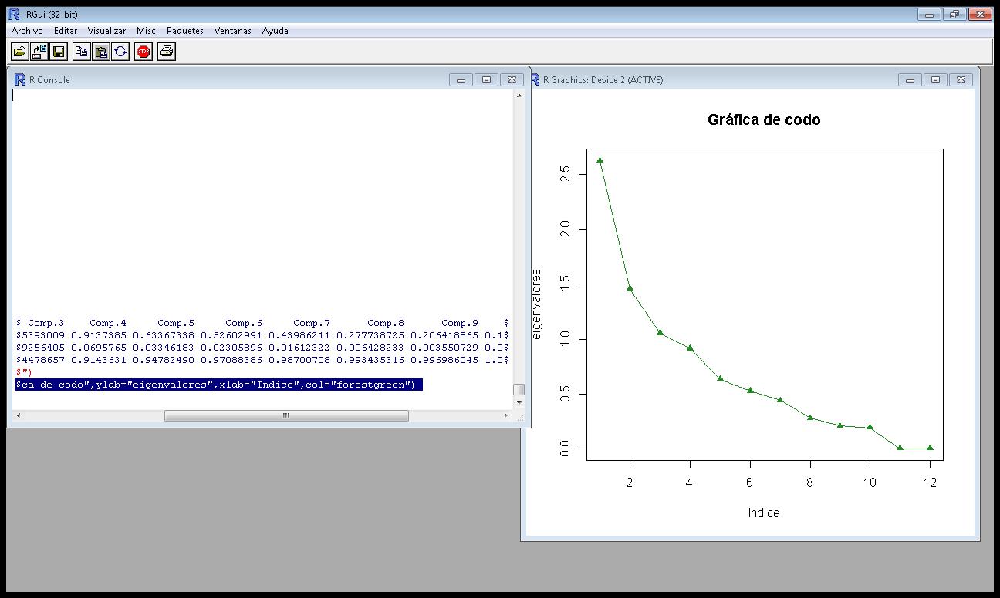 RGui (32-bit)
Archivo Editar Visualizar Misc Paquetes Ventanas Ayuda
STOP
R Console
$ Comp.3 Comp.4 Comp.5 Comp.6 Comp.7 Comp.8 Comp.9 $
$5393009 0.9137385 0.63367338 0.52602991 0.43986211 0.277738725 0.206418865 0.1$
$9256405 0.0695765 0.03346183 0.02305896 0.01612322 0.006428233 0.003550729 0.0$
$4478657 0.9143631 0.94782490 0.97088386 0.98700708 0.993435316 0.996986045 1.0$
$")
$ca de codo",ylab="eigenvalores",xlab="Indice",col="forestgreen")
R Graphics: Device 2 (ACTIVE)
Gráfica de codo
eigenvalores
2.5
2.0
1.5
1.0
0.5
0.0
2 4 6 8 10 12
Indice